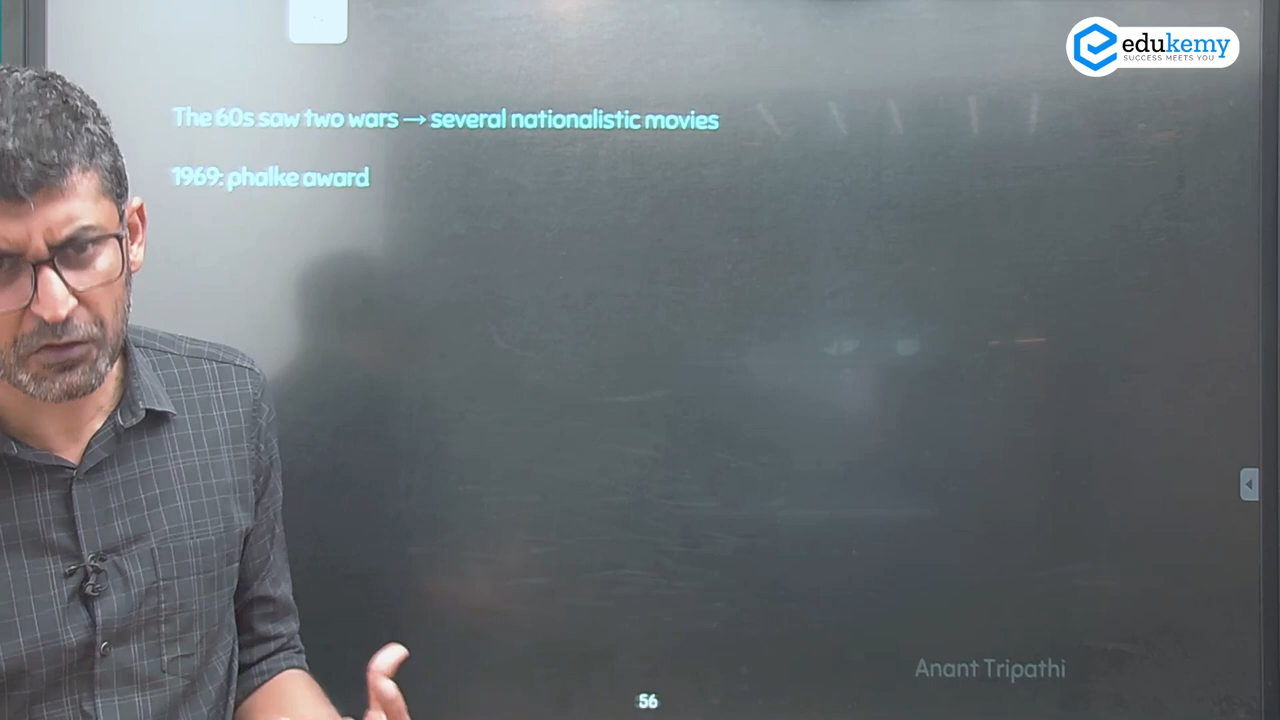 edukemy
SUCCESS MEETS YOU
The 60s saw two wars → several nationalistic movies
1969: phalke award
Anant Tripathi
56